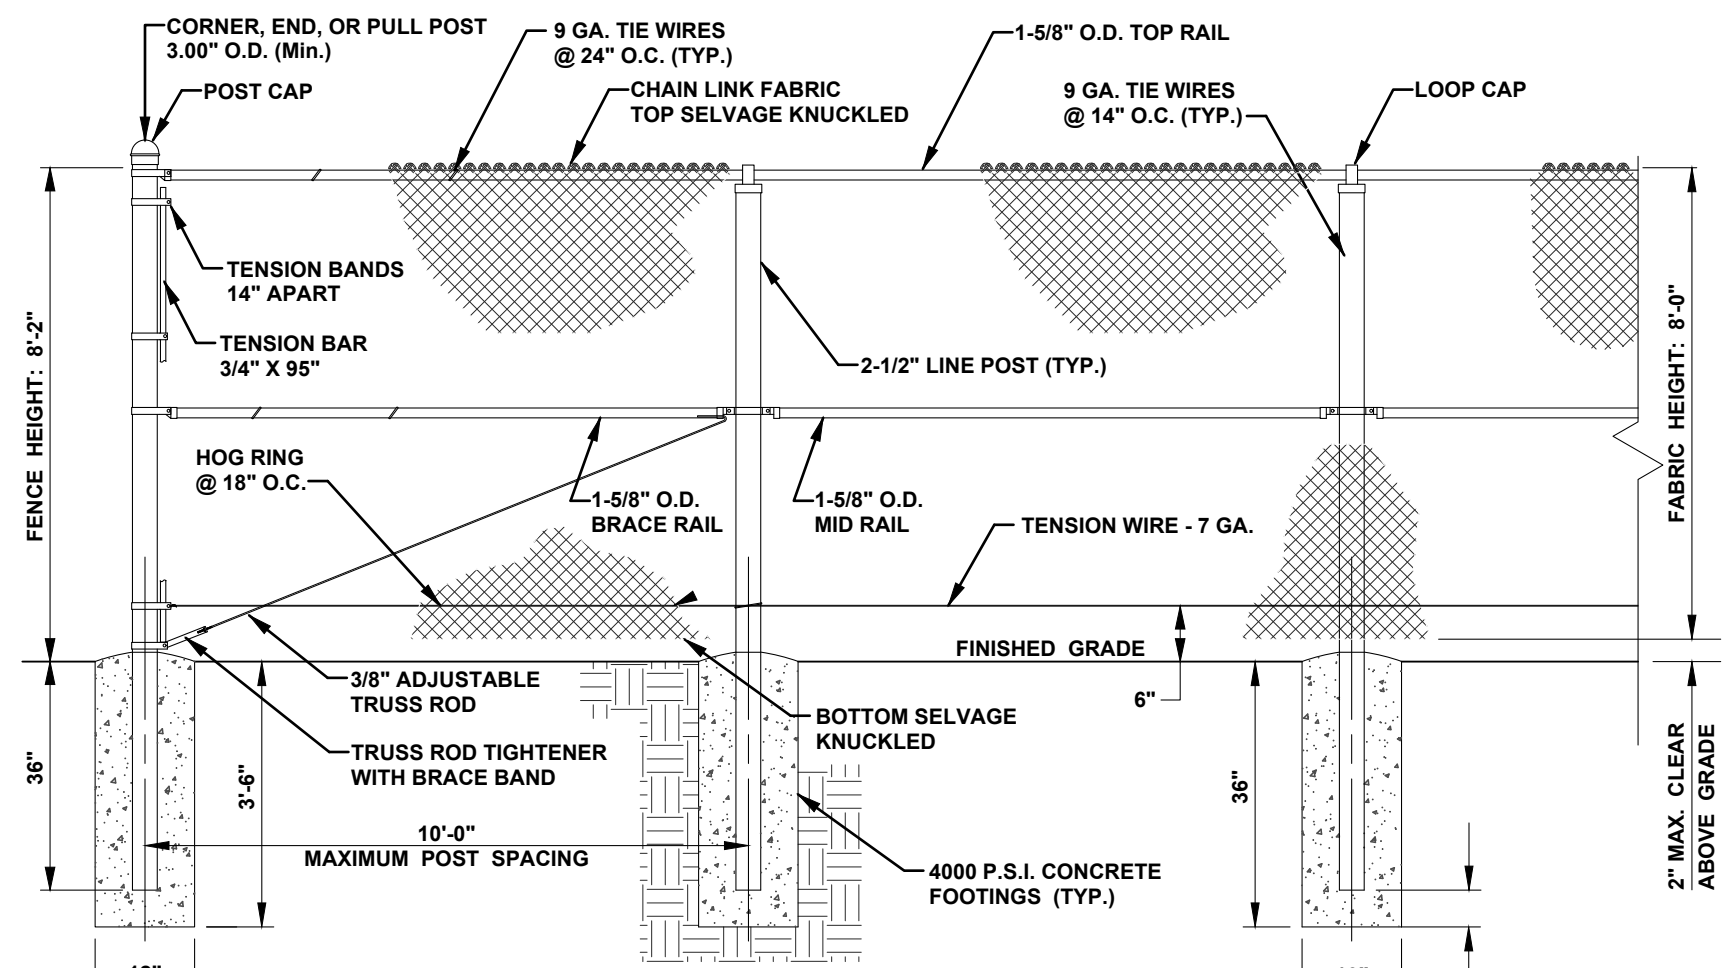 CORNER, END, OR PULL POST
3.00" O.D. (Min.)
POST CAP
9 GA. TIE WIRES
@ 24" O.C. (TYP.)
CHAIN LINK FABRIC
TOP SELVAGE KNUCKLED
1-5/8" O.D. TOP RAIL
9 GA. TIE WIRES
@ 14" O.C. (TYP.)
LOOP CAP
TENSION BANDS
14" APART
TENSION BAR
3/4" X 95"
2-1/2" LINE POST (TYP.)
FENCE HEIGHT: 8'-2"
FABRIC HEIGHT: 8'-0"
HOG RING
@ 18" O.C.
1-5/8" O.D.
BRACE RAIL
1-5/8" O.D.
MID RAIL
TENSION WIRE - 7 GA.
FINISHED GRADE
6"
3/8" ADJUSTABLE
TRUSS ROD
TRUSS ROD TIGHTENER
WITH BRACE BAND
BOTTOM SELVAGE
KNUCKLED
36"
3'-6"
36"
2" MAX. CLEAR
ABOVE GRADE
10'-0"
MAXIMUM POST SPACING
4000 P.S.I. CONCRETE
FOOTINGS (TYP.)